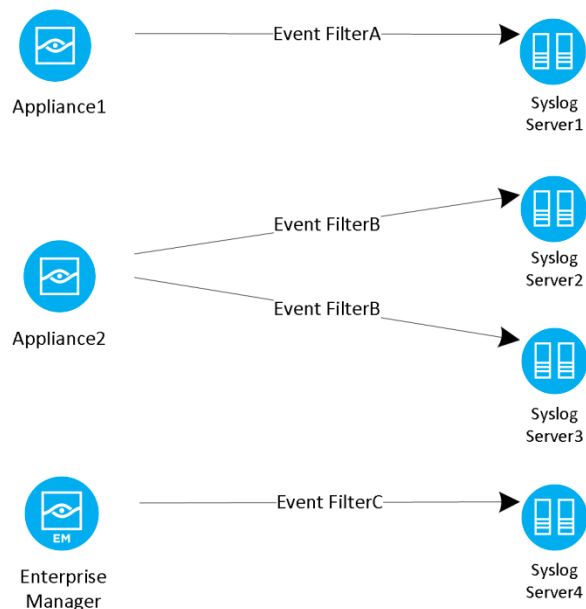 Event FilterA
Appliance1
Syslog
Server1
Event FilterB
Syslog
Server2
Appliance2
Event FilterB
Syslog
Server3
Event FilterC
EM
Enterprise
Manager
Syslog
Server4